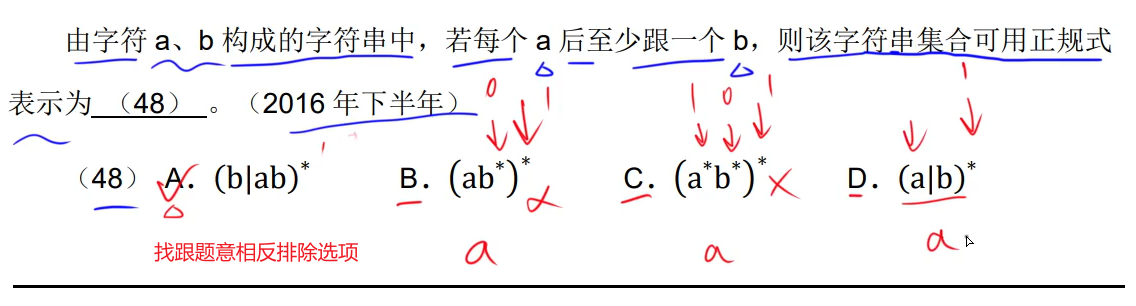 由字符 a、b 构成的字符串中，若每个 a 后至少跟一个 b，则该字符串集合可用正规式
表示为 （48） 。（2016 年下半年）
0 1 1 0 1 1
（48） A．(b|ab)* B．(ab*)* C．(a*b*)* D．(a|b)*
找跟题意相反排除选项 a a a